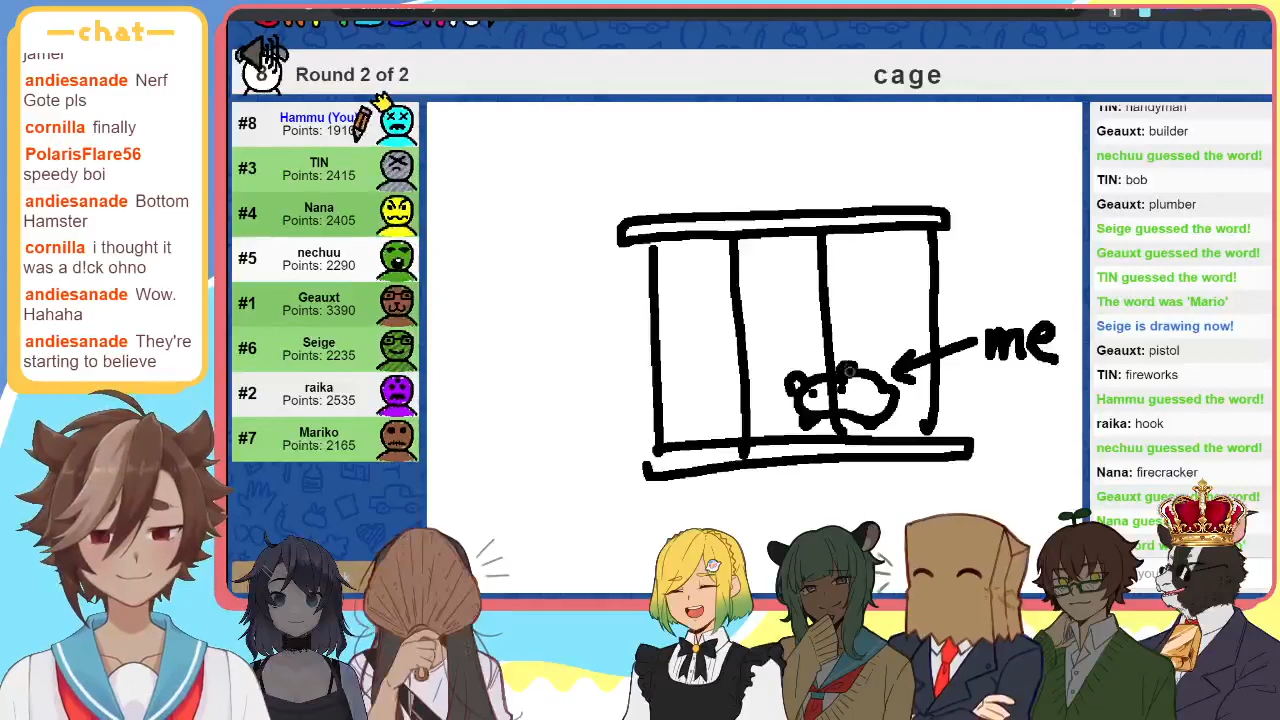 chat
jamer
andiesanade Nerf
Gote pls
cornilla finally
PolarisFlare56
speedy boi
andiesanade Bottom
Hamster
cornilla i thought it
was a d!ck ohno
andiesanade Wow.
Hahaha
andiesanade They're
starting to believe
8
Round 2 of 2
cage
#8 Hammu (You)
Points: 1910
#3 TIN
Points: 2415
#4 Nana
Points: 2405
#5 nechuu
Points: 2290
#1 Geauxt
Points: 3390
#6 Seige
Points: 2235
#2 raika
Points: 2535
#7 Mariko
Points: 2165
me
TIN: handyman
Geauxt: builder
nechuu guessed the word!
TIN: bob
Geauxt: plumber
Seige guessed the word!
Geauxt guessed the word!
TIN guessed the word!
The word was 'Mario'
Seige is drawing now!
Geauxt: pistol
TIN: fireworks
Hammu guessed the word!
raika: hook
nechuu guessed the word!
Nana: firecracker